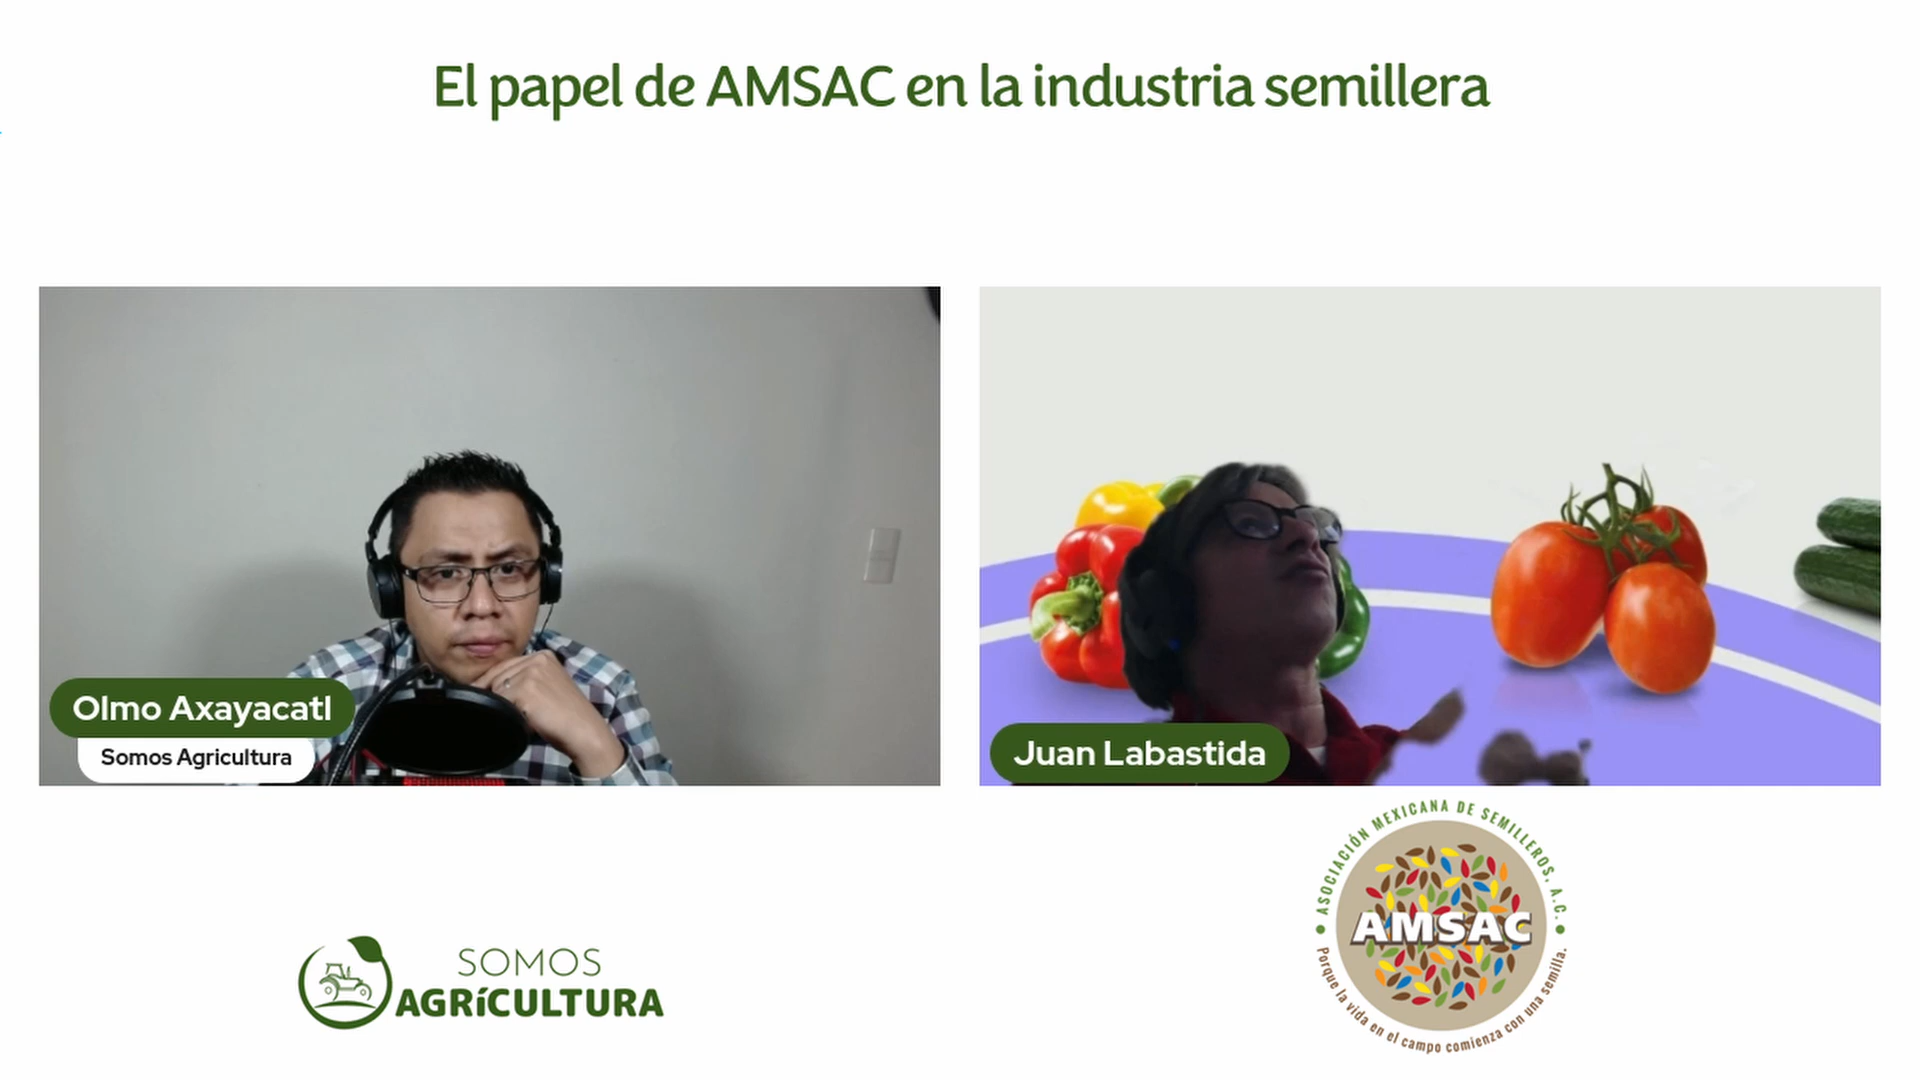 El papel de AMSAC en la industria semillera
Olmo Axayacatl
Somos Agricultura
Juan Labastida
SOMOS
AGRíCULTURA
• ASOCIACIÓN MEXICANA DE SEMILLEROS, A.C. •
AMSAC
Porque la vida en el campo comienza con una semilla.